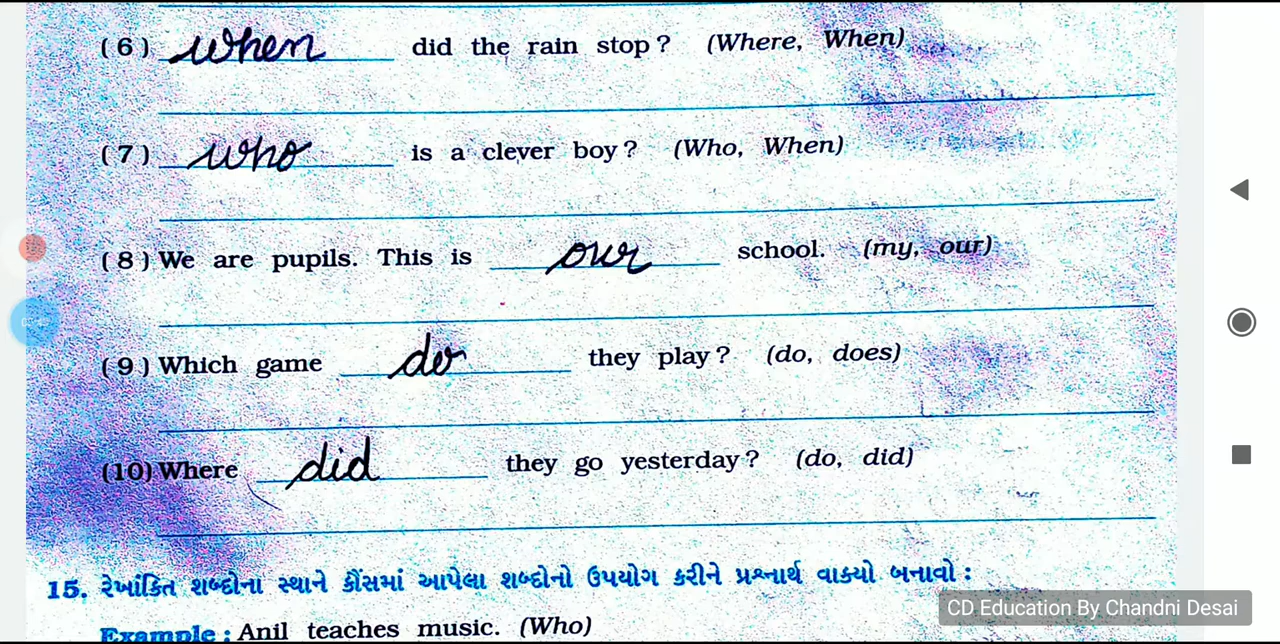 (6) when did the rain stop? (Where, When)
(7) who is a clever boy? (Who, When)
(8) We are pupils. This is our school. (my, our)
(9) Which game do they play? (do, does)
(10) Where did they go yesterday? (do, did)
15. રેખાંકિત શબ્દોના સ્થાને કૌંસમાં આપેલા શબ્દોનો ઉપયોગ કરીને પ્રશ્નાર્થ વાક્યો બનાવો :
CD Education By Chandni Desai
Example : Anil teaches music. (Who)